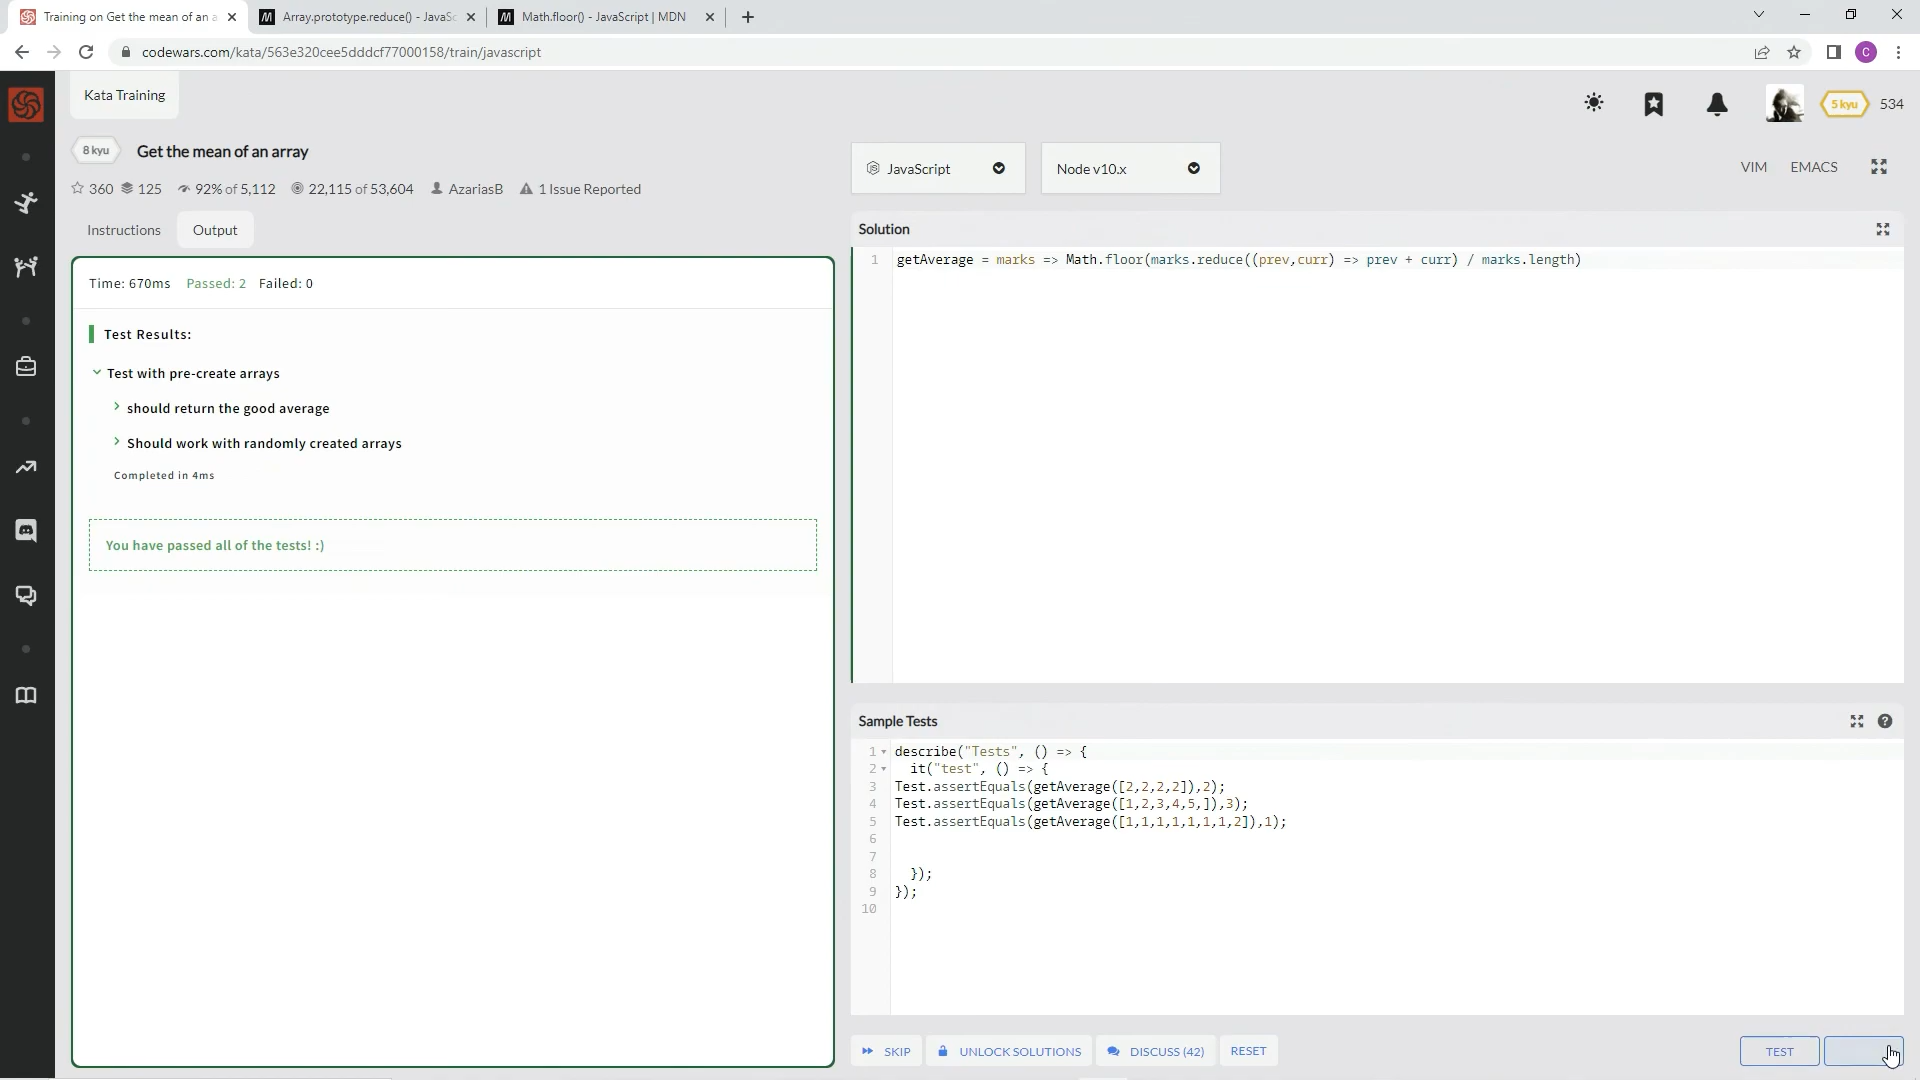 Training on Get the mean of an a
Array.prototype.reduce() - JavaSc
Math.floor() - JavaScript | MDN
codewars.com/kata/563e320cee5dddcf77000158/train/javascript
C
Kata Training
5 kyu
534
8 kyu
Get the mean of an array
360
125
92% of 5,112
22,115 of 53,604
AzariasB
1 Issue Reported
JavaScript
Node v10.x
VIM
EMACS
Instructions
Output
Solution
Time: 670ms Passed: 2 Failed: 0
Test Results:
Test with pre-create arrays
should return the good average
Should work with randomly created arrays
Completed in 4ms
You have passed all of the tests! :)
1 getAverage = marks => Math.floor(marks.reduce((prev,curr) => prev + curr) / marks.length)
Sample Tests
1 describe("Tests", () => {
2 it("test", () => {
3 Test.assertEquals(getAverage([2,2,2,2]),2);
4 Test.assertEquals(getAverage([1,2,3,4,5,]),3);
5 Test.assertEquals(getAverage([1,1,1,1,1,1,1,2]),1);
6
7
8 });
9 });
10
SKIP
UNLOCK SOLUTIONS
DISCUSS (42)
RESET
TEST